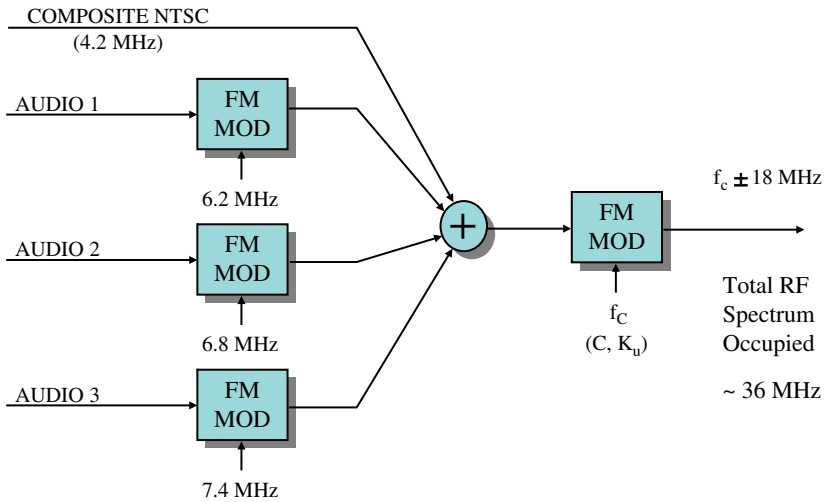 COMPOSITE NTSC
(4.2 MHz)
AUDIO 1
FM
MOD
6.2 MHz
AUDIO 2
FM
MOD
6.8 MHz
AUDIO 3
FM
MOD
7.4 MHz
+
FM
MOD
f_C
(C, K_u)
f_c ± 18 MHz
Total RF
Spectrum
Occupied
~ 36 MHz